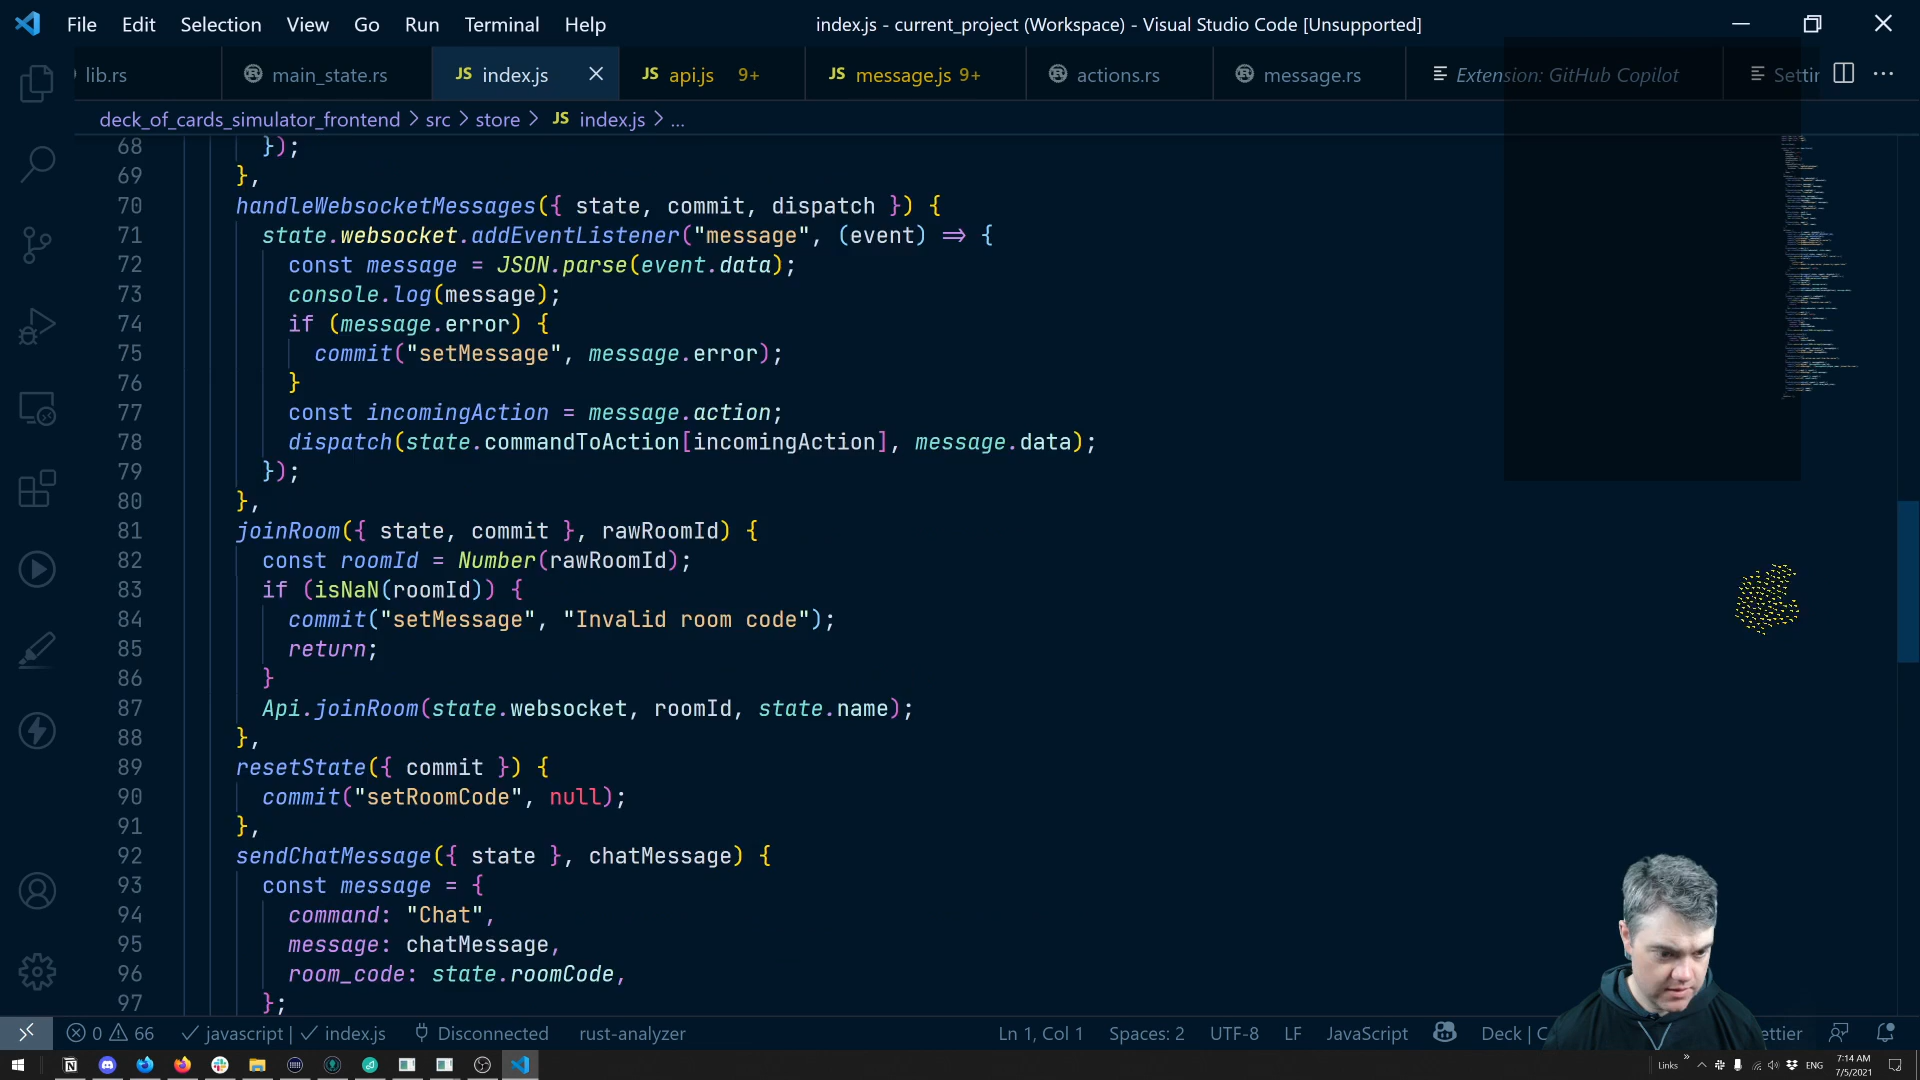 File Edit Selection View Go Run Terminal Help
index.js - current_project (Workspace) - Visual Studio Code [Unsupported]
lib.rs
main_state.rs
JS index.js
JS api.js 9+
JS message.js 9+
actions.rs
message.rs
Extension: GitHub Copilot
Settin
deck_of_cards_simulator_frontend > src > store > JS index.js > ...
68 });
69 },
70 handleWebsocketMessages({ state, commit, dispatch }) {
71 state.websocket.addEventListener("message", (event) => {
72 const message = JSON.parse(event.data);
73 console.log(message);
74 if (message.error) {
75 commit("setMessage", message.error);
76 }
77 const incomingAction = message.action;
78 dispatch(state.commandToAction[incomingAction], message.data);
79 });
80 },
81 joinRoom({ state, commit }, rawRoomId) {
82 const roomId = Number(rawRoomId);
83 if (isNaN(roomId)) {
84 commit("setMessage", "Invalid room code");
85 return;
86 }
87 Api.joinRoom(state.websocket, roomId, state.name);
88 },
89 resetState({ commit }) {
90 commit("setRoomCode", null);
91 },
92 sendChatMessage({ state }, chatMessage) {
93 const message = {
94 command: "Chat",
95 message: chatMessage,
96 room_code: state.roomCode,
97 };
0 66 javascript | index.js Disconnected rust-analyzer Ln 1, Col 1 Spaces: 2 UTF-8 LF JavaScript Deck | C ettier
Links ENG 7:14 AM
7/5/2021